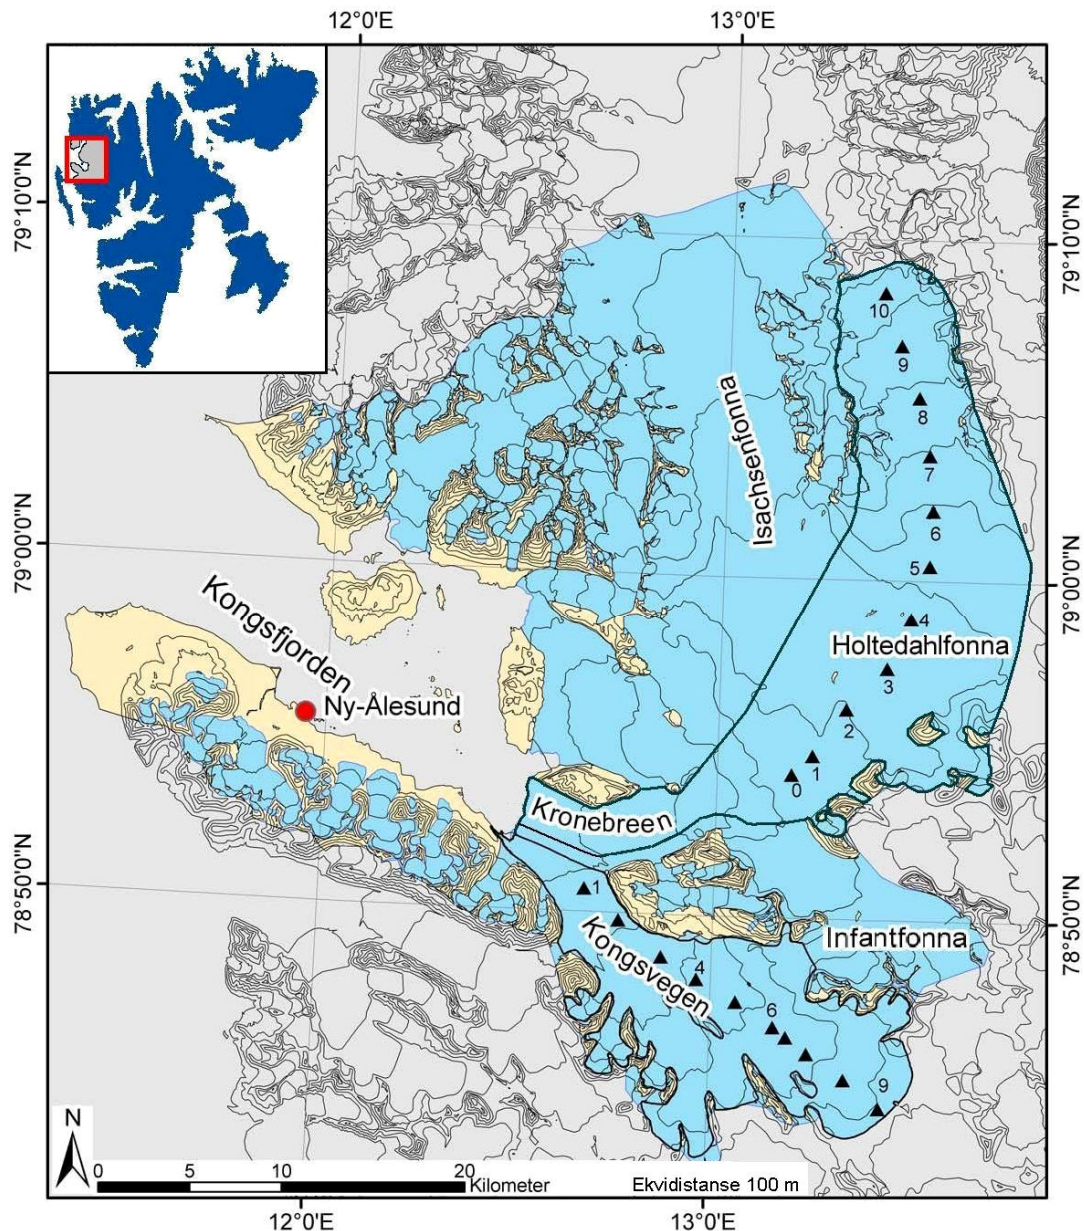 12°0'E
13°0'E
79°10'0"N
79°10'0"N
10
9
8
7
6
5
4
3
2
1
0
Isachsenfonna
79°0'0"N
79°0'0"N
Holtedahlfonna
Kongsfjorden
Ny-Ålesund
Kronebreen
78°50'0"N
78°50'0"N
1
Kongsvegen
4
6
9
Infantfonna
N
0
5
10
20
Kilometer
Ekvidistanse 100 m
12°0'E
13°0'E